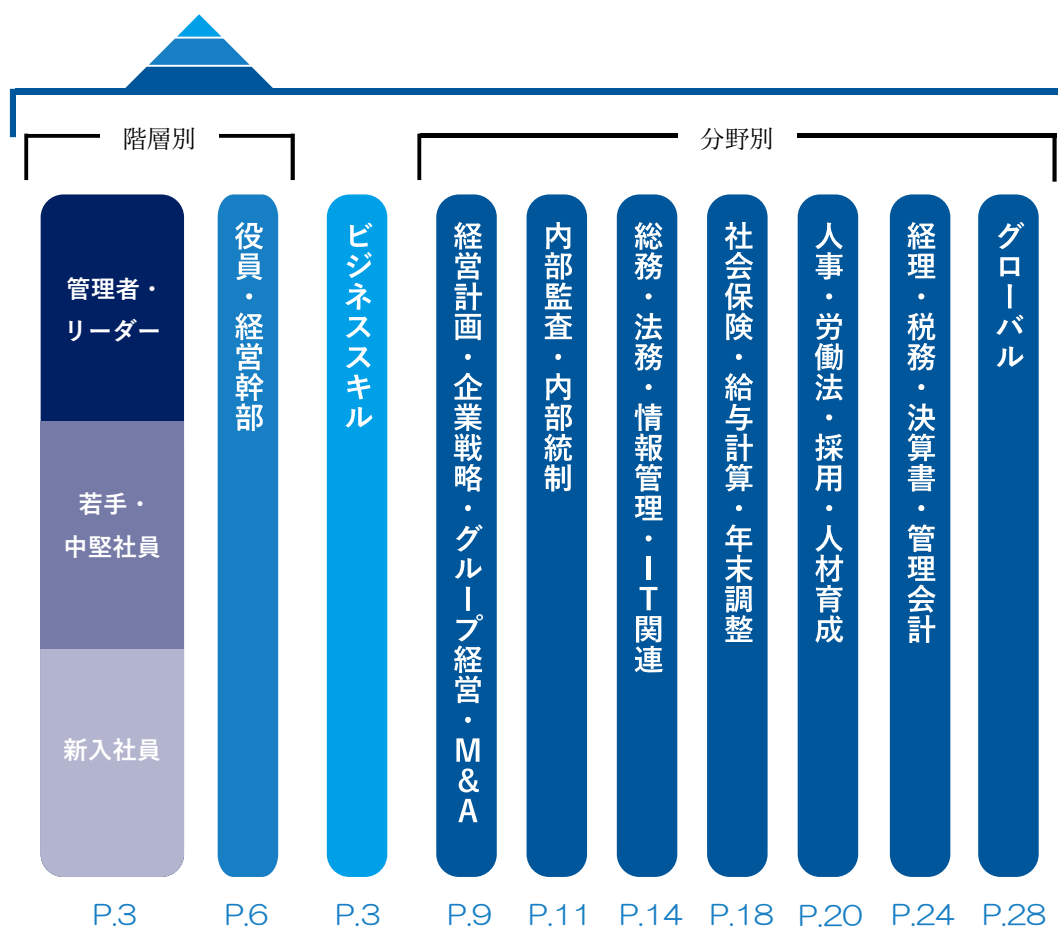 階層別
分野別
管理者・
リーダー
若手・
中堅社員
新入社員
役員・経営幹部
ビジネススキル
経営計画・企業戦略・グループ経営・M&A
内部監査・内部統制
総務・法務・情報管理・IT関連
社会保険・給与計算・年末調整
人事・労働法・採用・人材育成
経理・税務・決算書・管理会計
グローバル
P.3
P.6
P.3
P.9
P.11
P.14
P.18
P.20
P.24
P.28